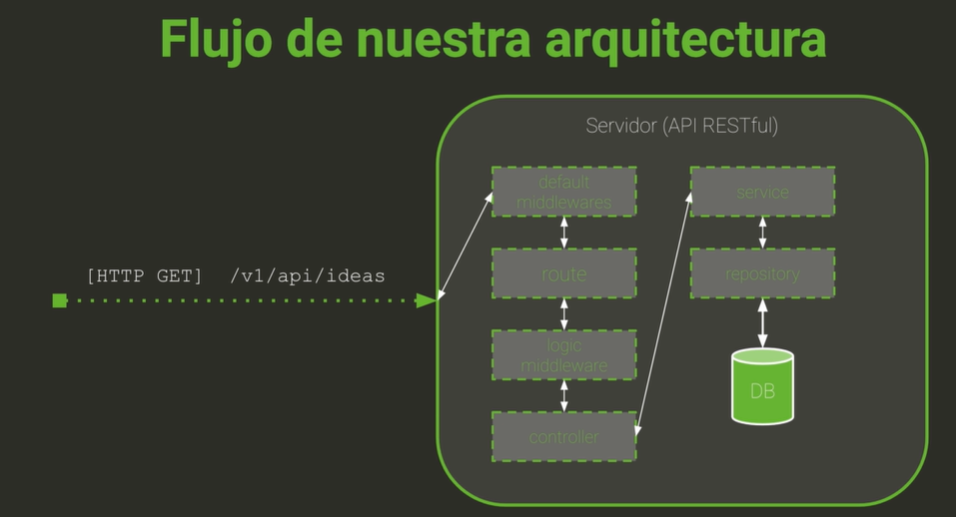 Flujo de nuestra arquitectura
Servidor (API RESTful)
[HTTP GET] /v1/api/ideas
default
middlewares
route
logic
middleware
controller
service
repository
DB